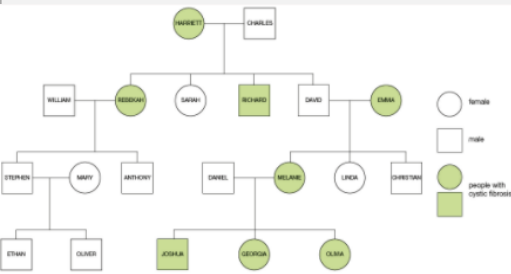 HARRIETT CHARLES
WILLIAM REBEKAH SARAH RICHARD DAVID EMMA
female
male
STEPHEN MARY ANTHONY DANIEL MELANIE LINDA CHRISTIAN
people with
cystic fibrosis
ETHAN OLIVER JOSHUA GEORGIA OLIVIA